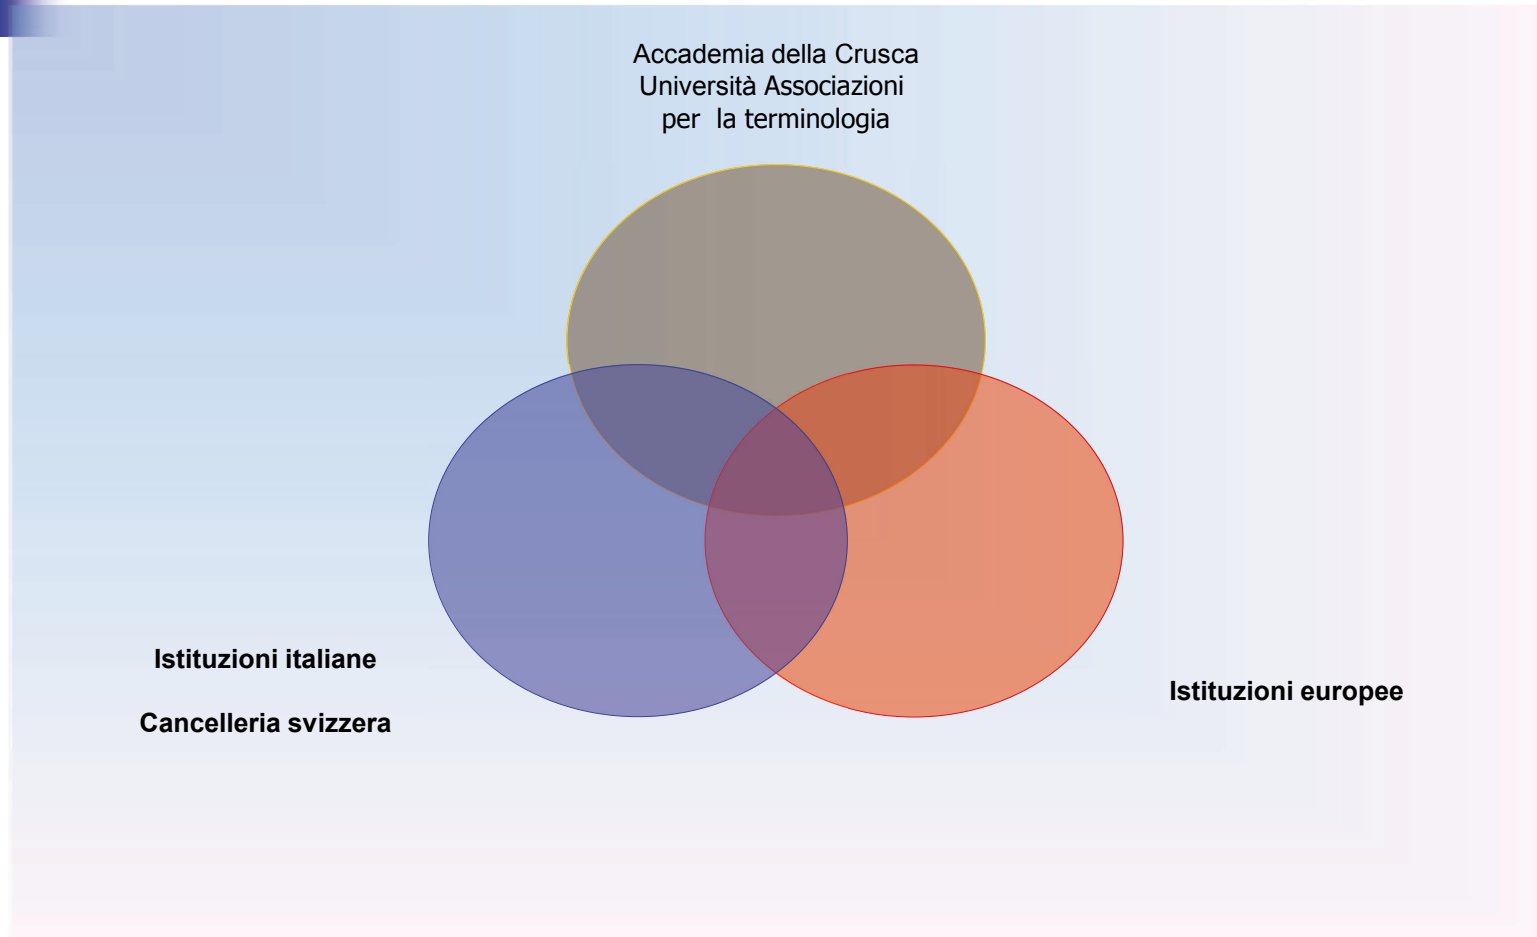 Accademia della Crusca
Università Associazioni
per la terminologia
Istituzioni italiane
Cancelleria svizzera
Istituzioni europee